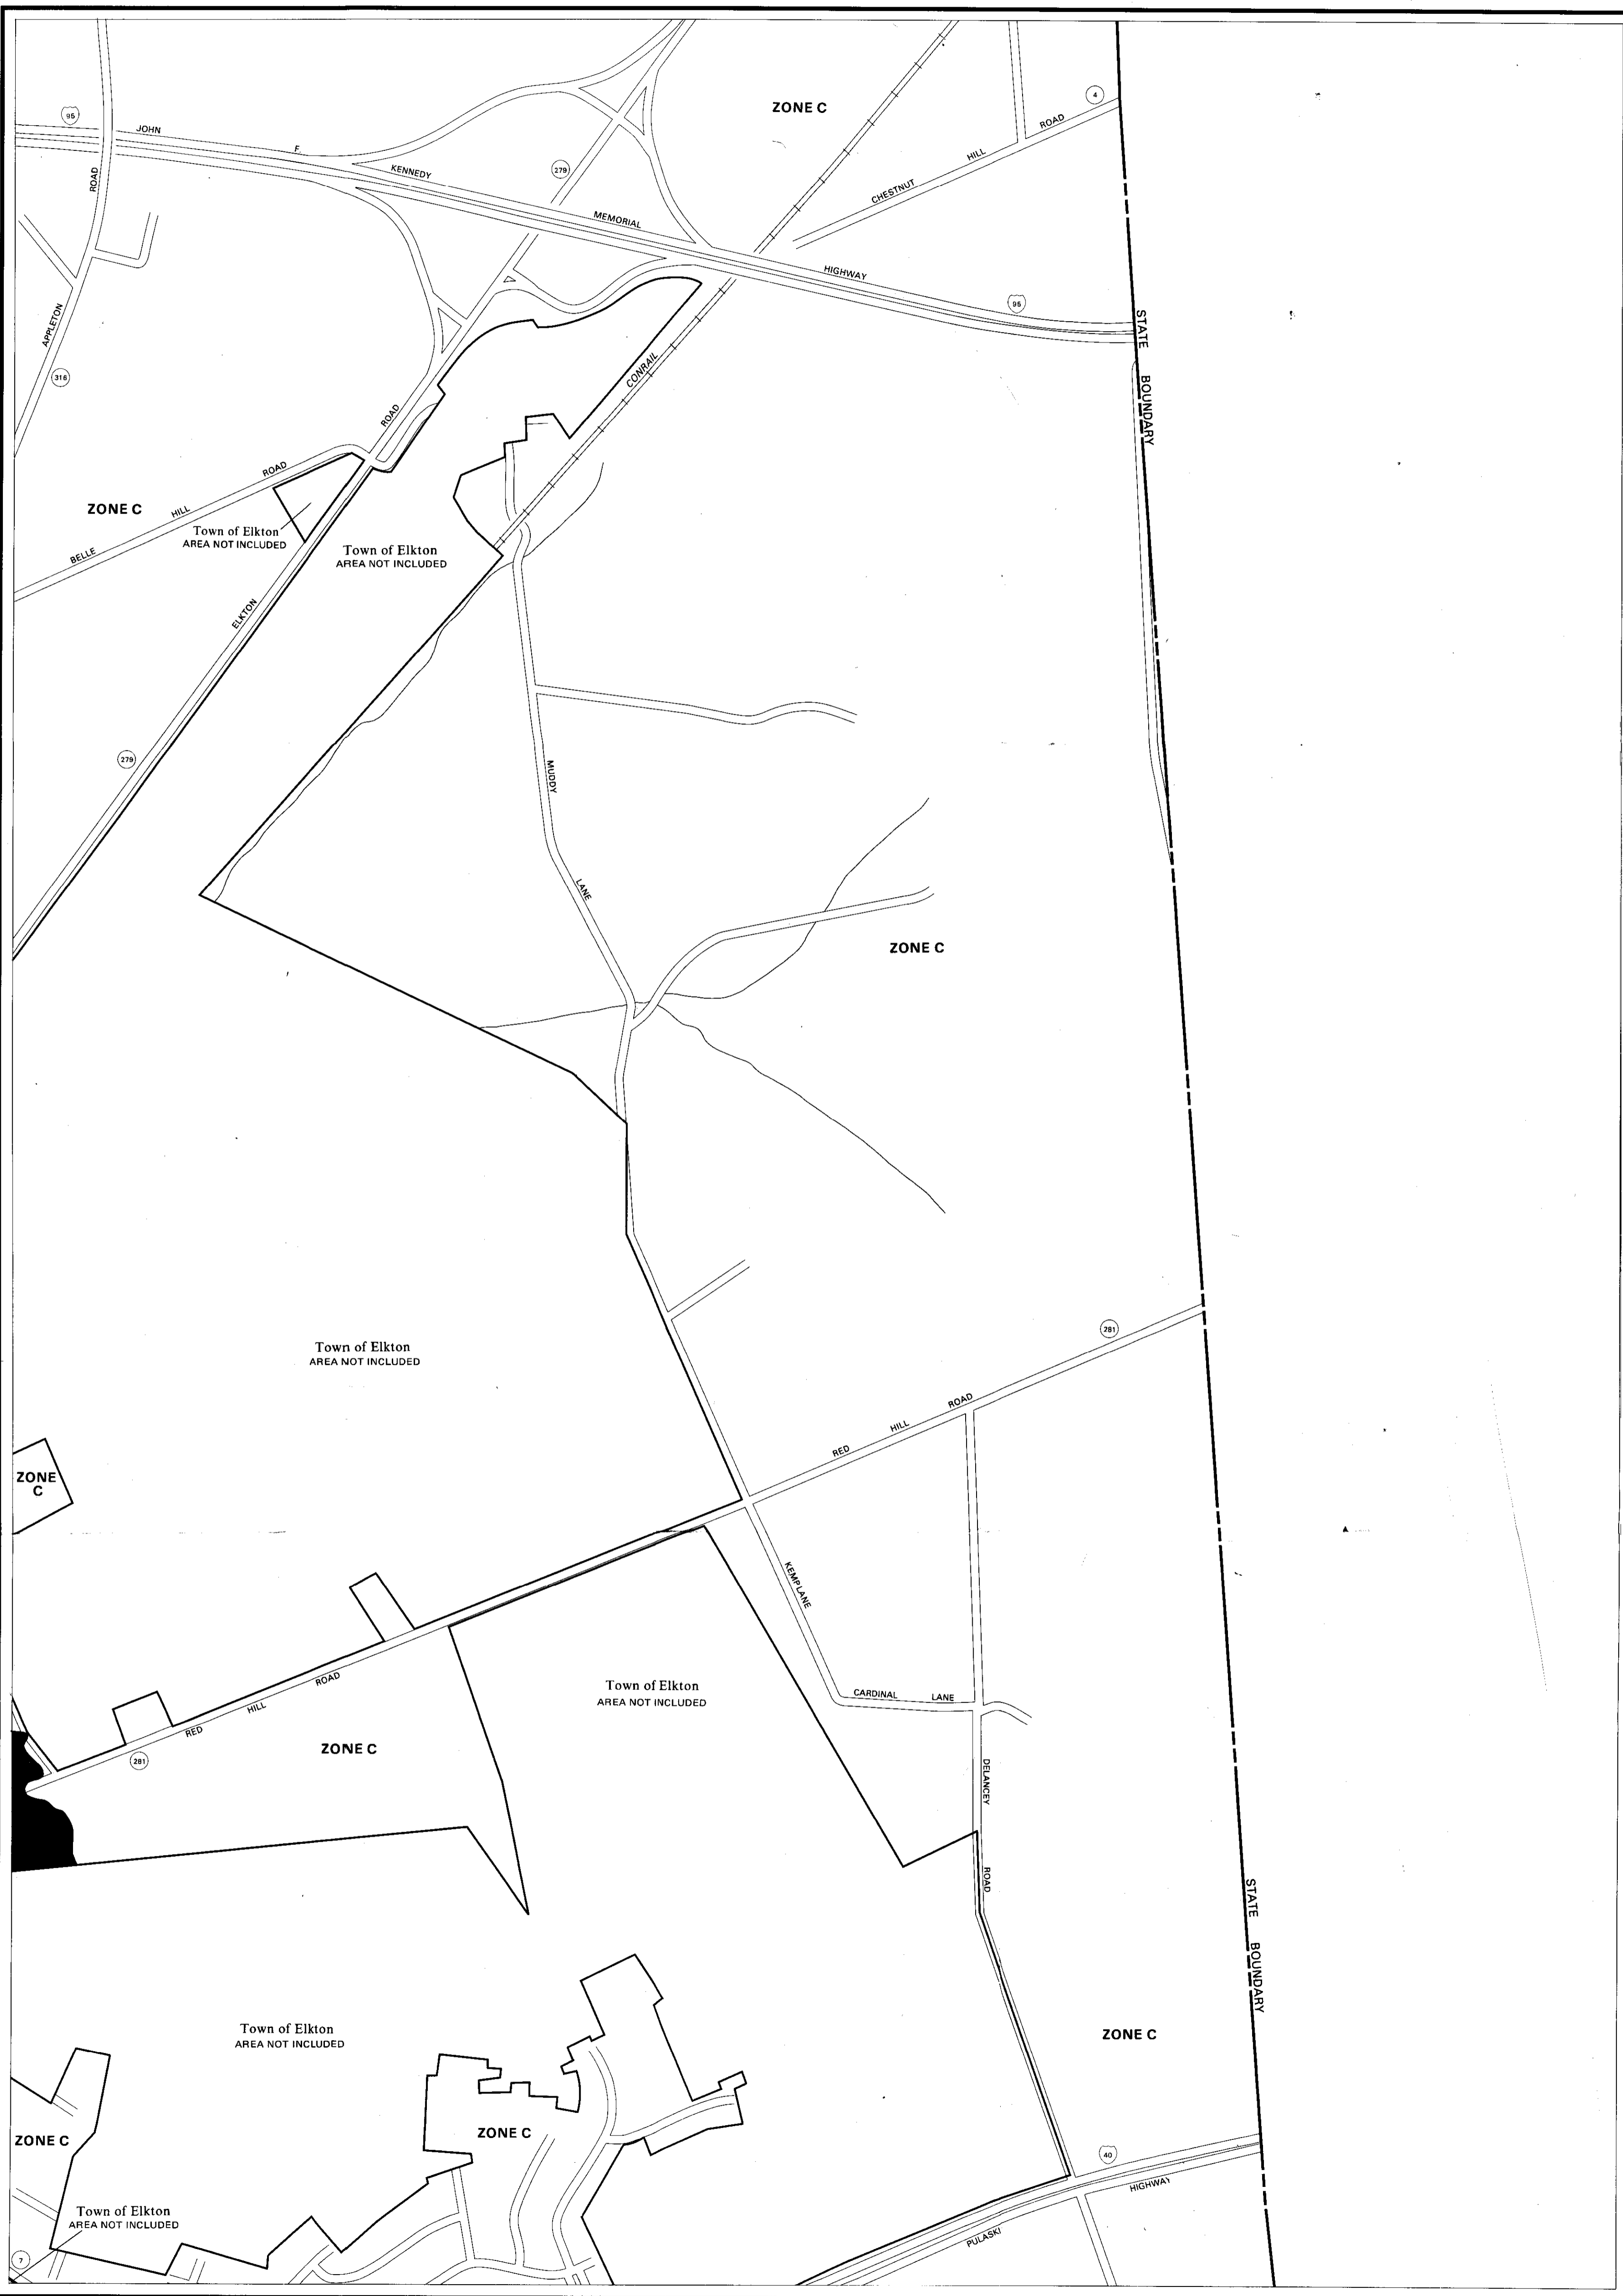 ZONE C
4
ROAD
HILL
CHESTNUT
95
JOHN
F.
KENNEDY
MEMORIAL
HIGHWAY
95
279
ROAD
APPLETON
316
STATE BOUNDARY
CONRAIL
ROAD
ROAD
HILL
BELLE
ZONE C
Town of Elkton
AREA NOT INCLUDED
Town of Elkton
AREA NOT INCLUDED
ELKTON
279
MUDDY
LANE
ZONE C
Town of Elkton
AREA NOT INCLUDED
281
RED HILL ROAD
ZONE
C
KEMPLANE
CARDINAL LANE
Town of Elkton
AREA NOT INCLUDED
RED HILL ROAD
281
ZONE C
DELANCEY
ROAD
STATE BOUNDARY
Town of Elkton
AREA NOT INCLUDED
ZONE C
ZONE C
ZONE C
40
HIGHWAY
PULASKI
Town of Elkton
AREA NOT INCLUDED
7